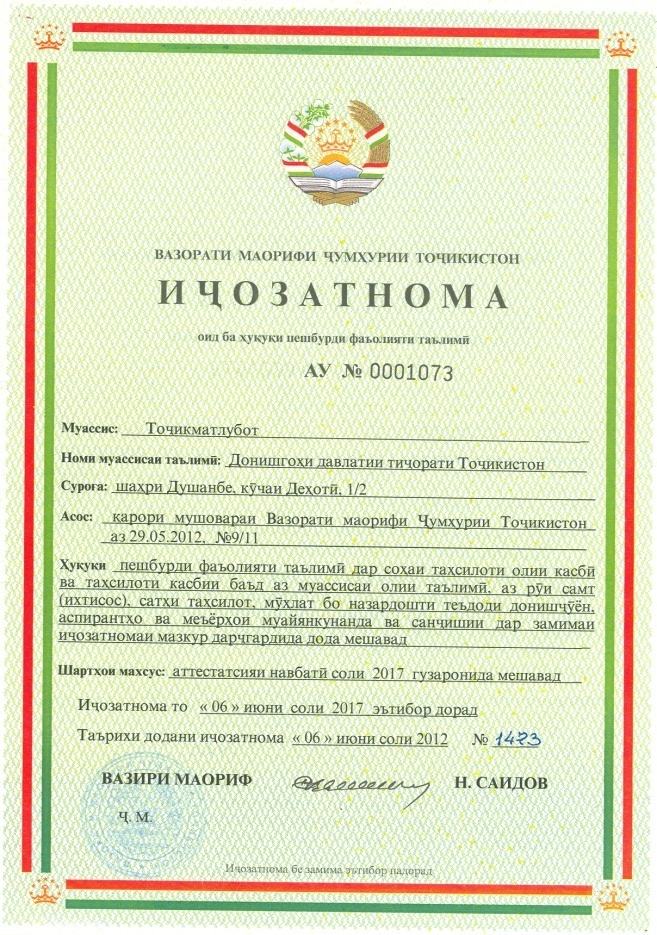 ВАЗОРАТИ МАОРИФИ ҶУМҲУРИИ ТОҶИКИСТОН
ИҶОЗАТНОМА
оид ба ҳуқуқи пешбурди фаъолияти таълимӣ
АУ № 0001073
Муассис: Тоҷикматлубот
Номи муассисаи таълимӣ: Донишгоҳи давлатии тиҷорати Тоҷикистон
Суроға: шаҳри Душанбе, кӯчаи Деҳотӣ, 1/2
Асос: қарори мушовараи Вазорати маорифи Ҷумҳурии Тоҷикистон
аз 29.05.2012, №9/11
Ҳуқуқи пешбурди фаъолияти таълимӣ дар соҳаи таҳсилоти олии касбӣ
ва таҳсилоти касбии баъд аз муассисаи олии таълимӣ, аз рӯи самт
(ихтисос), сатҳи таҳсилот, мӯҳлат бо назардошти теъдоди донишҷӯён,
аспирантҳо ва меъёрҳои муайянкунанда ва санҷишии дар замимаи
иҷозатномаи мазкур дарҷгардида дода мешавад
Шартҳои махсус: аттестатсияи навбатӣ соли 2017 гузаронида мешавад
Иҷозатнома то « 06 » июни соли 2017 эътибор дорад
Таърихи додани иҷозатнома « 06 » июни соли 2012 № 1423
ВАЗИРИ МАОРИФ Н. САИДОВ
Ҷ. М.
Иҷозатнома бе замима эътибор надорад